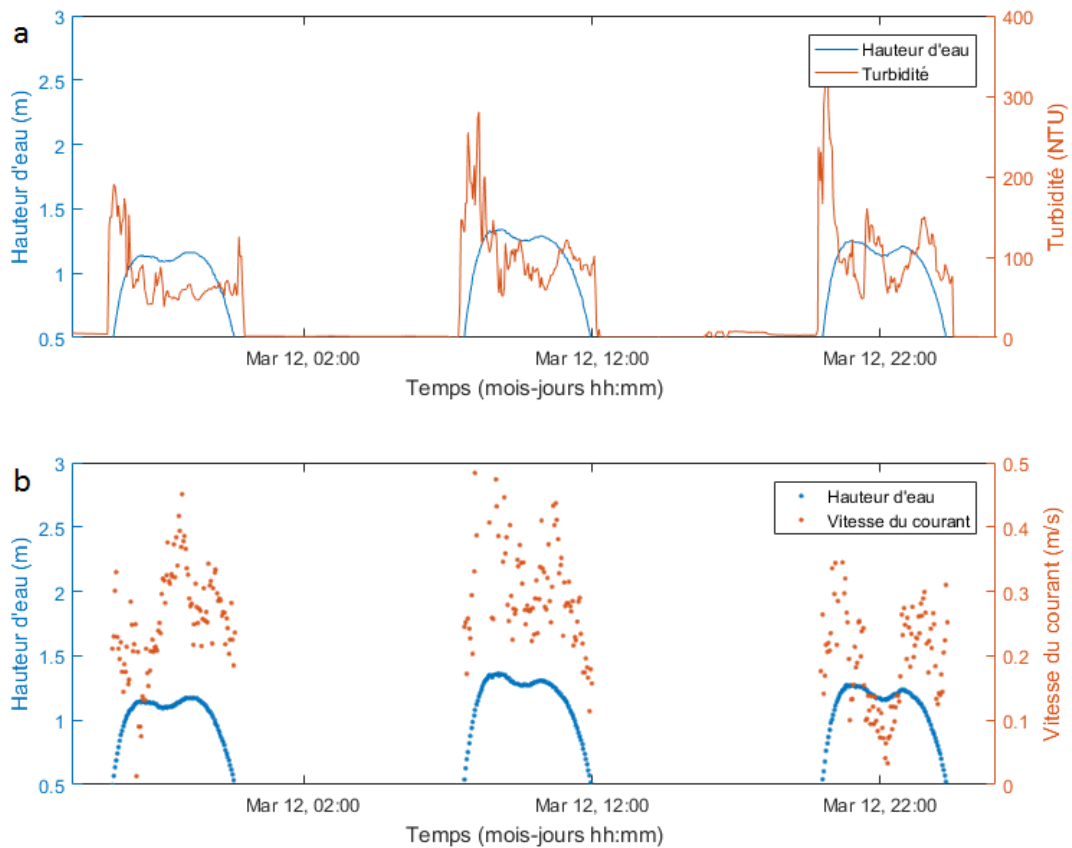 a
3
2.5
2
1.5
1
0.5
Hauteur d'eau (m)
400
300
200
100
0
Turbidité (NTU)
Hauteur d'eau
Turbidité
Mar 12, 02:00
Mar 12, 12:00
Mar 12, 22:00
Temps (mois-jours hh:mm)
b
3
2.5
2
1.5
1
0.5
Hauteur d'eau (m)
0.5
0.4
0.3
0.2
0.1
0
Vitesse du courant (m/s)
Hauteur d'eau
Vitesse du courant
Mar 12, 02:00
Mar 12, 12:00
Mar 12, 22:00
Temps (mois-jours hh:mm)